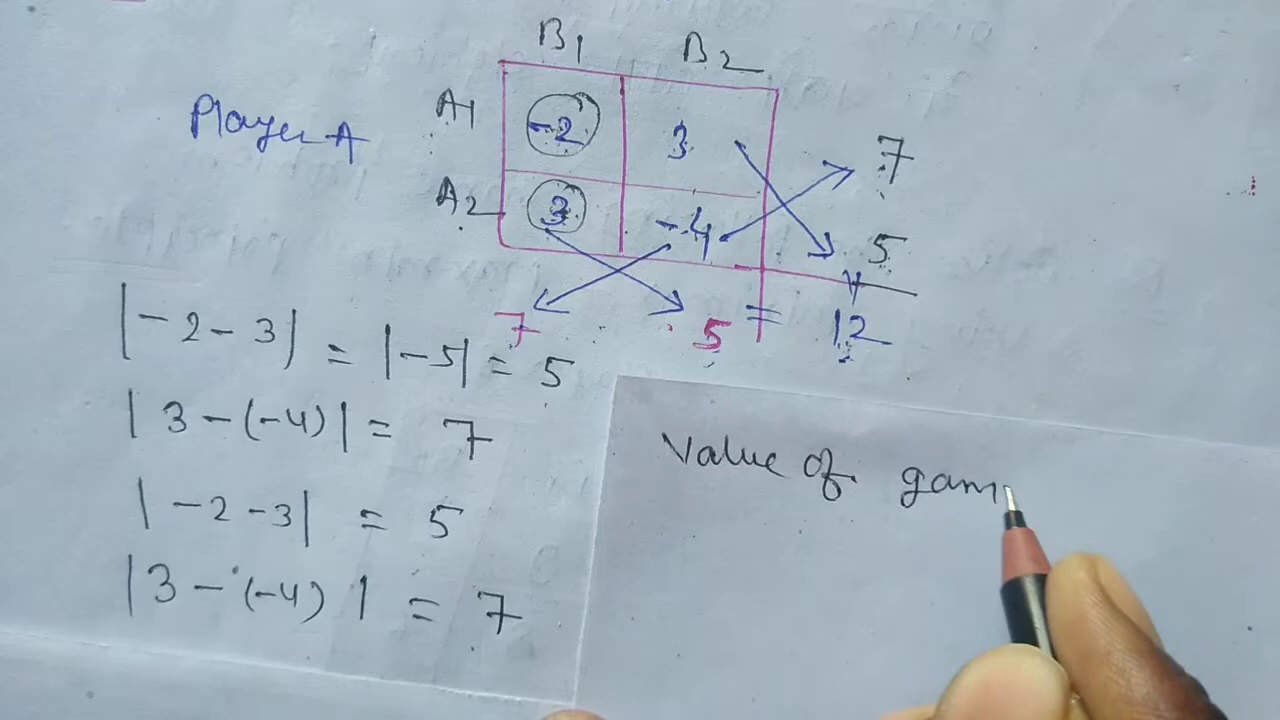 B1 B2
Player A A1 -2 3 7
A2 3 -4 5
7 5 = 12
|-2-3| = |-5| = 5
|3-(-4)| = 7
|-2-3| = 5
|3-(-4)| = 7
Value of gam